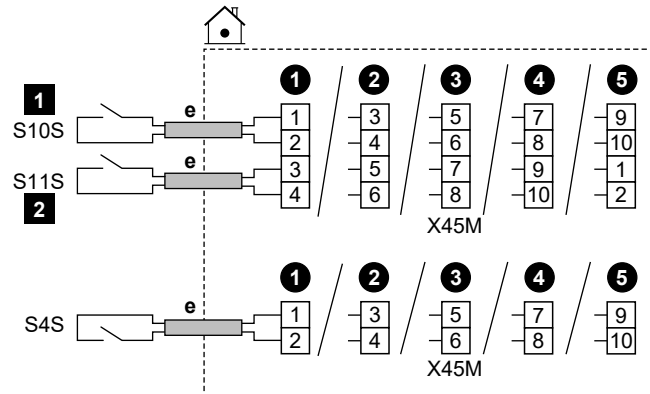 1 2 3 4 5
1
S10S
e
1 3 5 7 9
2 4 6 8 10
e
S11S
3 5 7 9 1
4 6 8 10 2
2
X45M
1 2 3 4 5
e
S4S
1 3 5 7 9
2 4 6 8 10
X45M